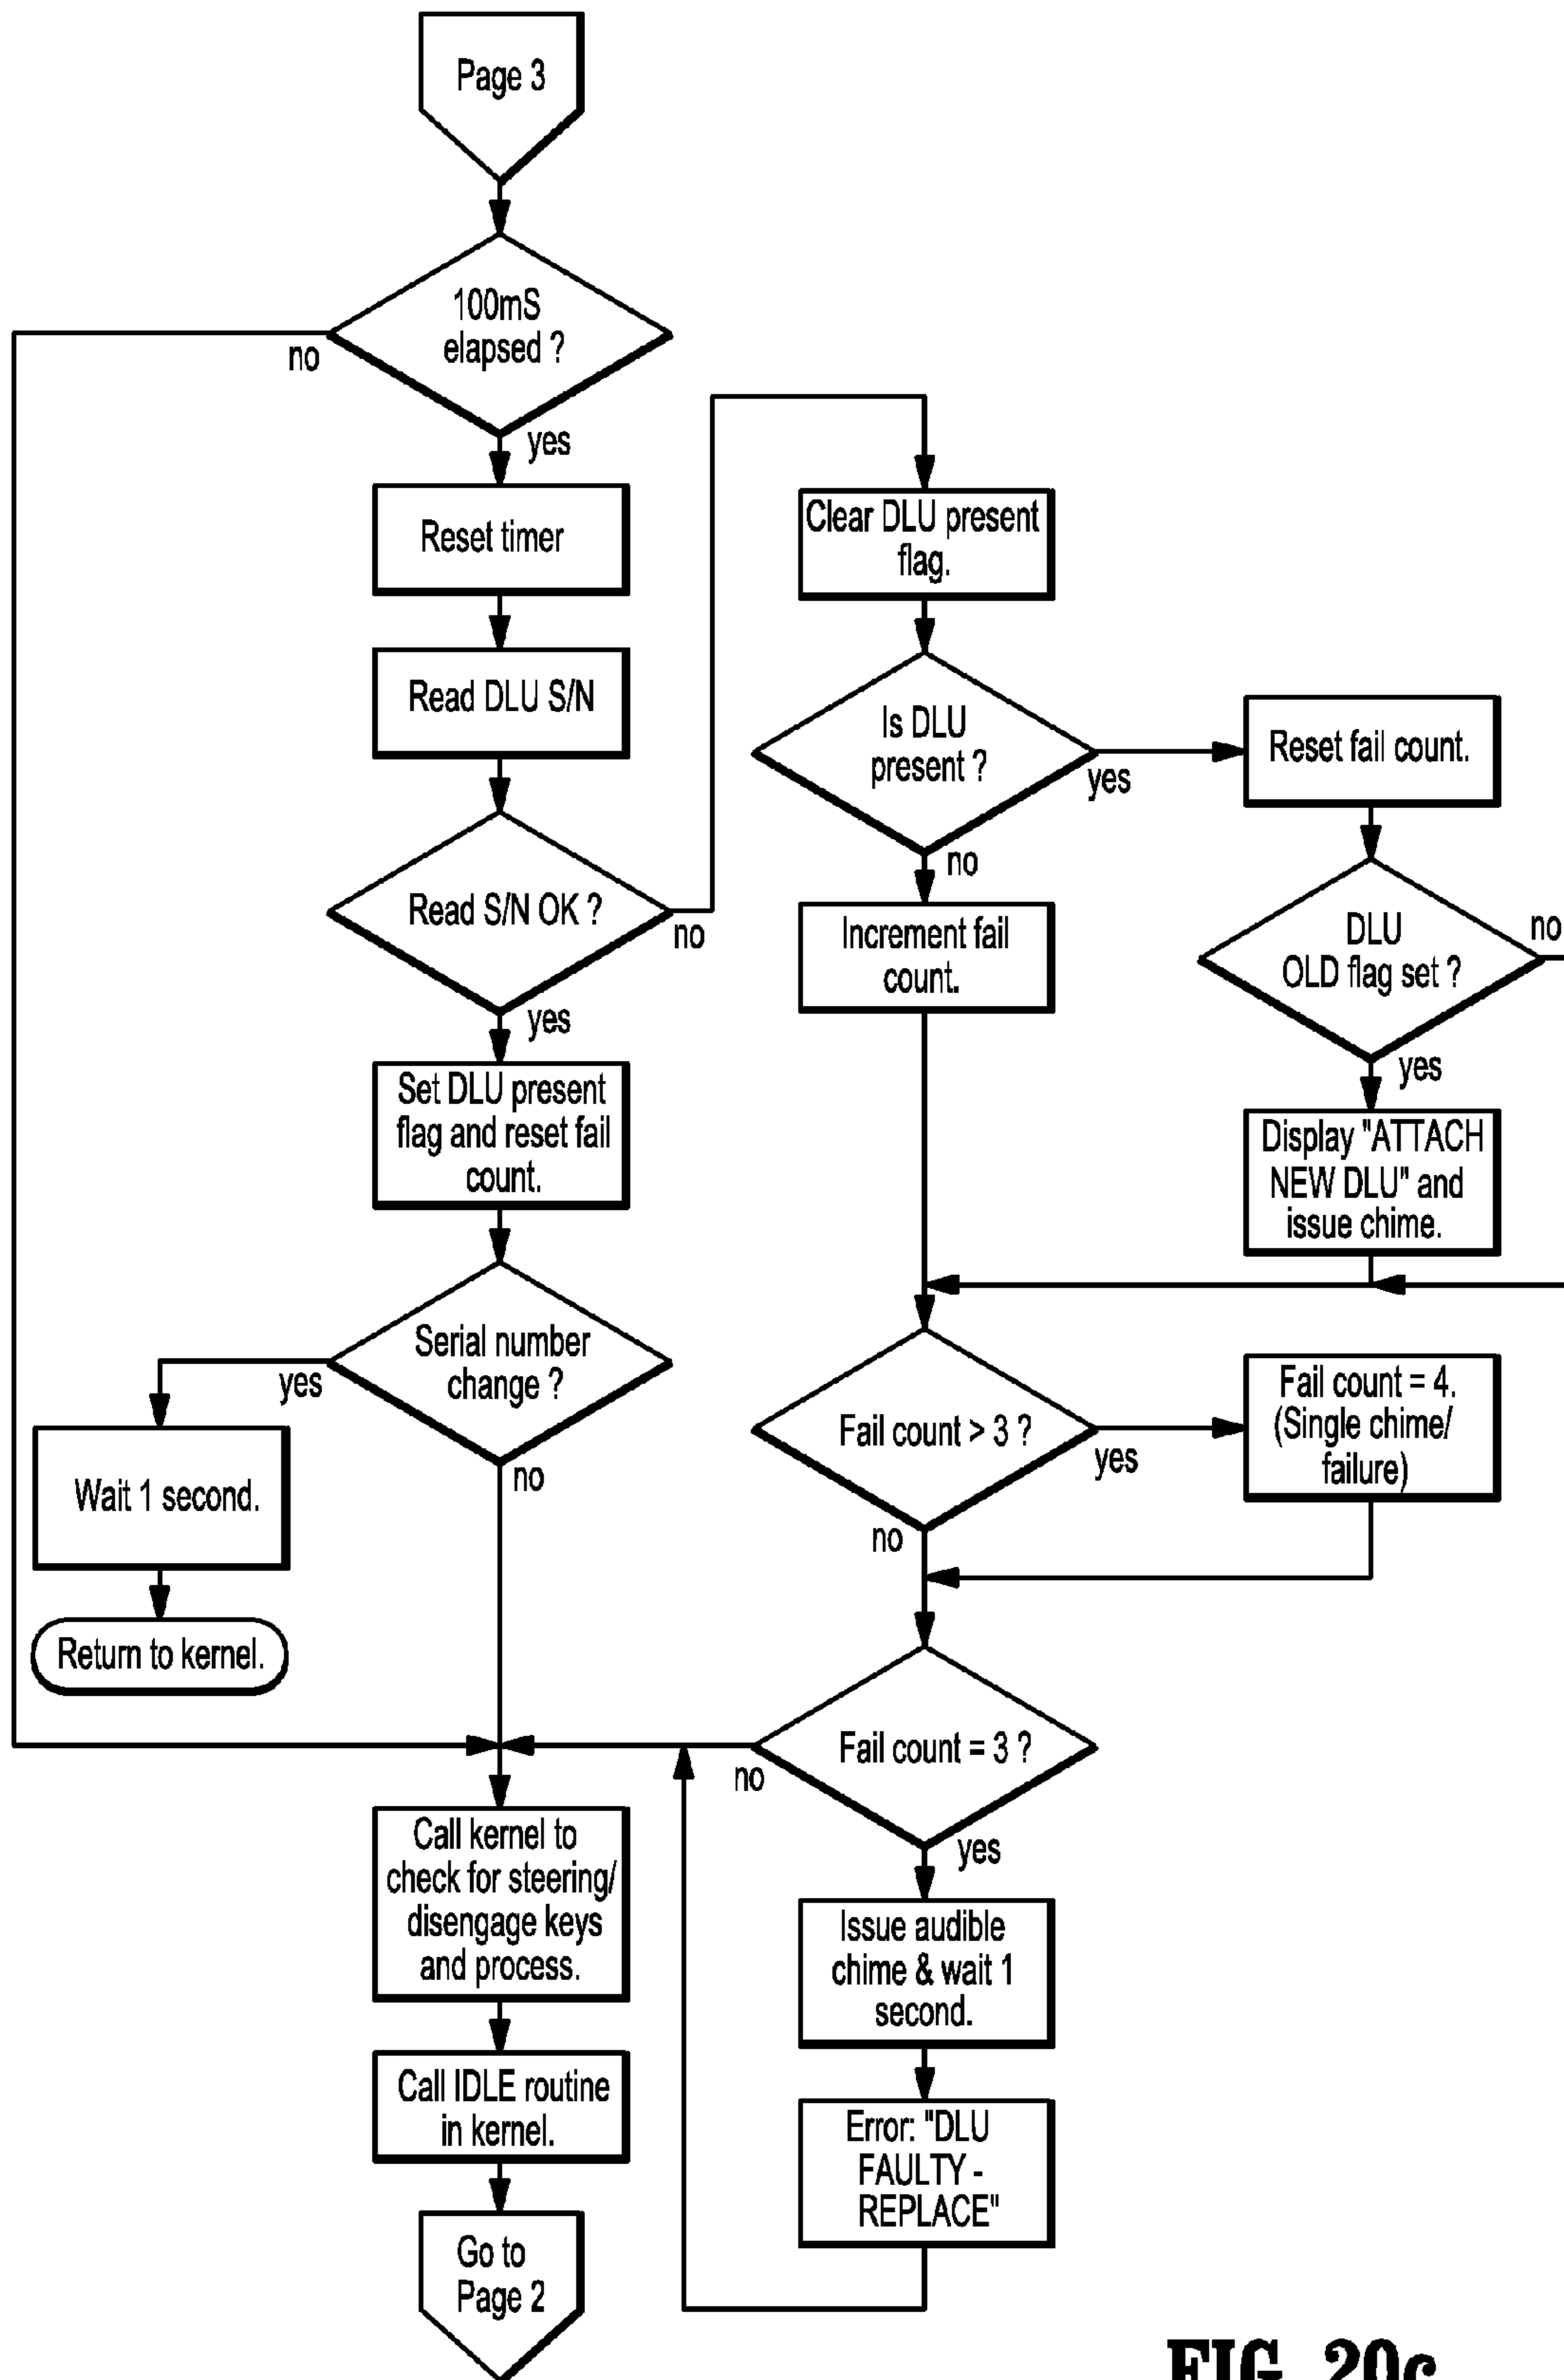 Page 3
100mS
elapsed ?
no
yes
Reset timer
Read DLU S/N
Read S/N OK ?
no
yes
Set DLU present
flag and reset fail
count.
Serial number
change ?
yes
no
Wait 1 second.
Return to kernel.
Call kernel to
check for steering/
disengage keys
and process.
Call IDLE routine
in kernel.
Go to
Page 2
Clear DLU present
flag.
Is DLU
present ?
yes
no
Increment fail
count.
Reset fail count.
DLU
OLD flag set ?
no
yes
Display "ATTACH
NEW DLU" and
issue chime.
Fail count > 3 ?
yes
no
Fail count = 4.
(Single chime/
failure)
Fail count = 3 ?
no
yes
Issue audible
chime & wait 1
second.
Error: "DLU
FAULTY -
REPLACE"
FIG. 20c